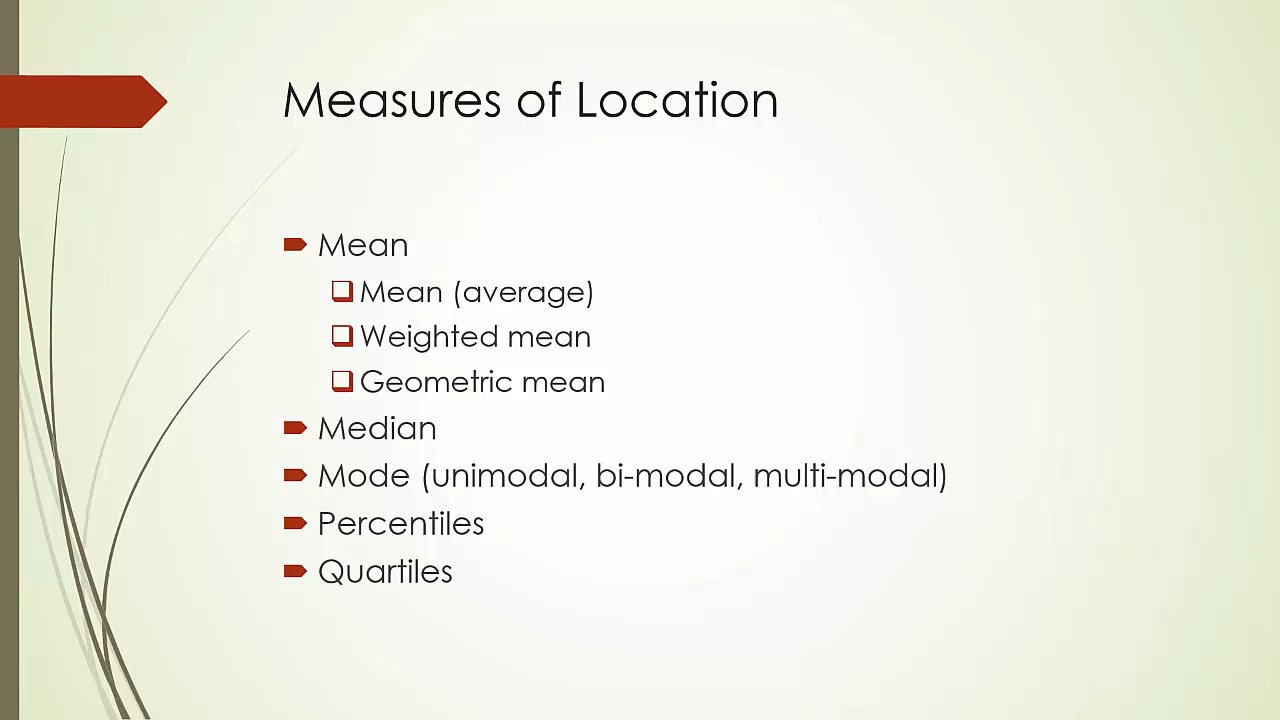 Measures of Location
Mean
Mean (average)
Weighted mean
Geometric mean
Median
Mode (unimodal, bi-modal, multi-modal)
Percentiles
Quartiles